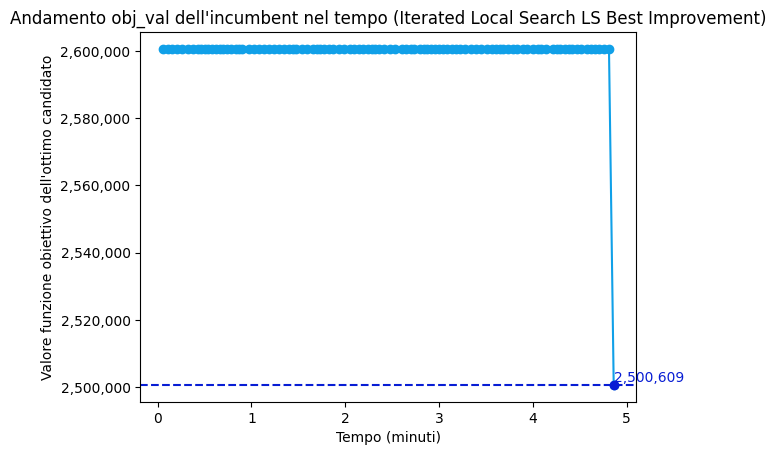 Andamento obj_val dell'incumbent nel tempo (Iterated Local Search LS Best Improvement)
Valore funzione obiettivo dell'ottimo candidato
2,600,000
2,580,000
2,560,000
2,540,000
2,520,000
2,500,000
2,500,609
0 1 2 3 4 5
Tempo (minuti)